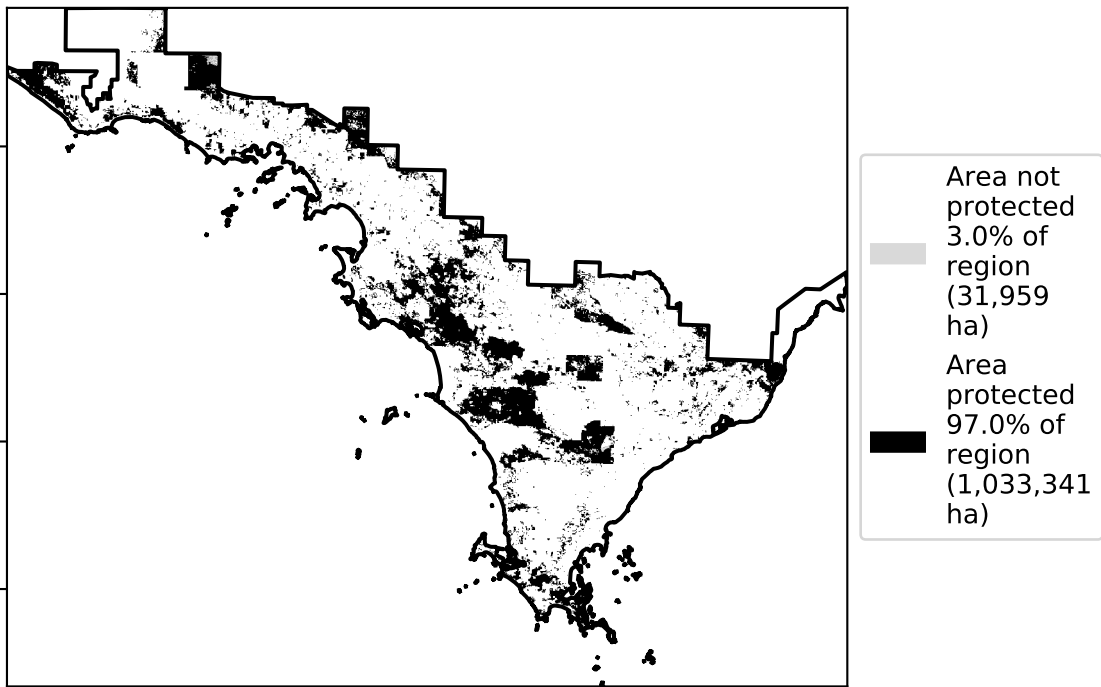 Area not
protected
3.0% of
region
(31,959
ha)
Area
protected
97.0% of
region
(1,033,341
ha)